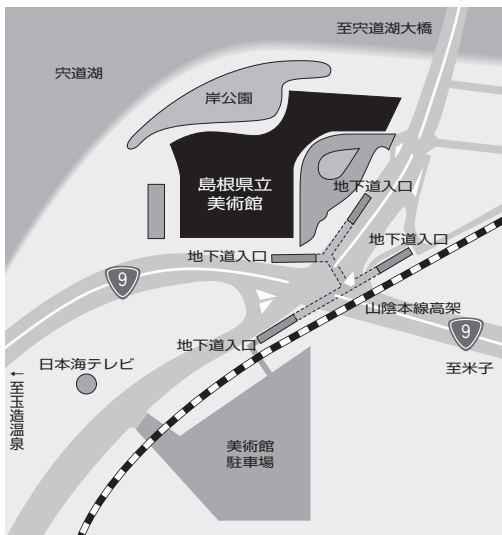 至宍道湖大橋
宍道湖
岸公園
島根県立
美術館
地下道入口
地下道入口
地下道入口
9
山陰本線高架
9
地下道入口
日本海テレビ
至米子
←至玉造温泉
美術館
駐車場